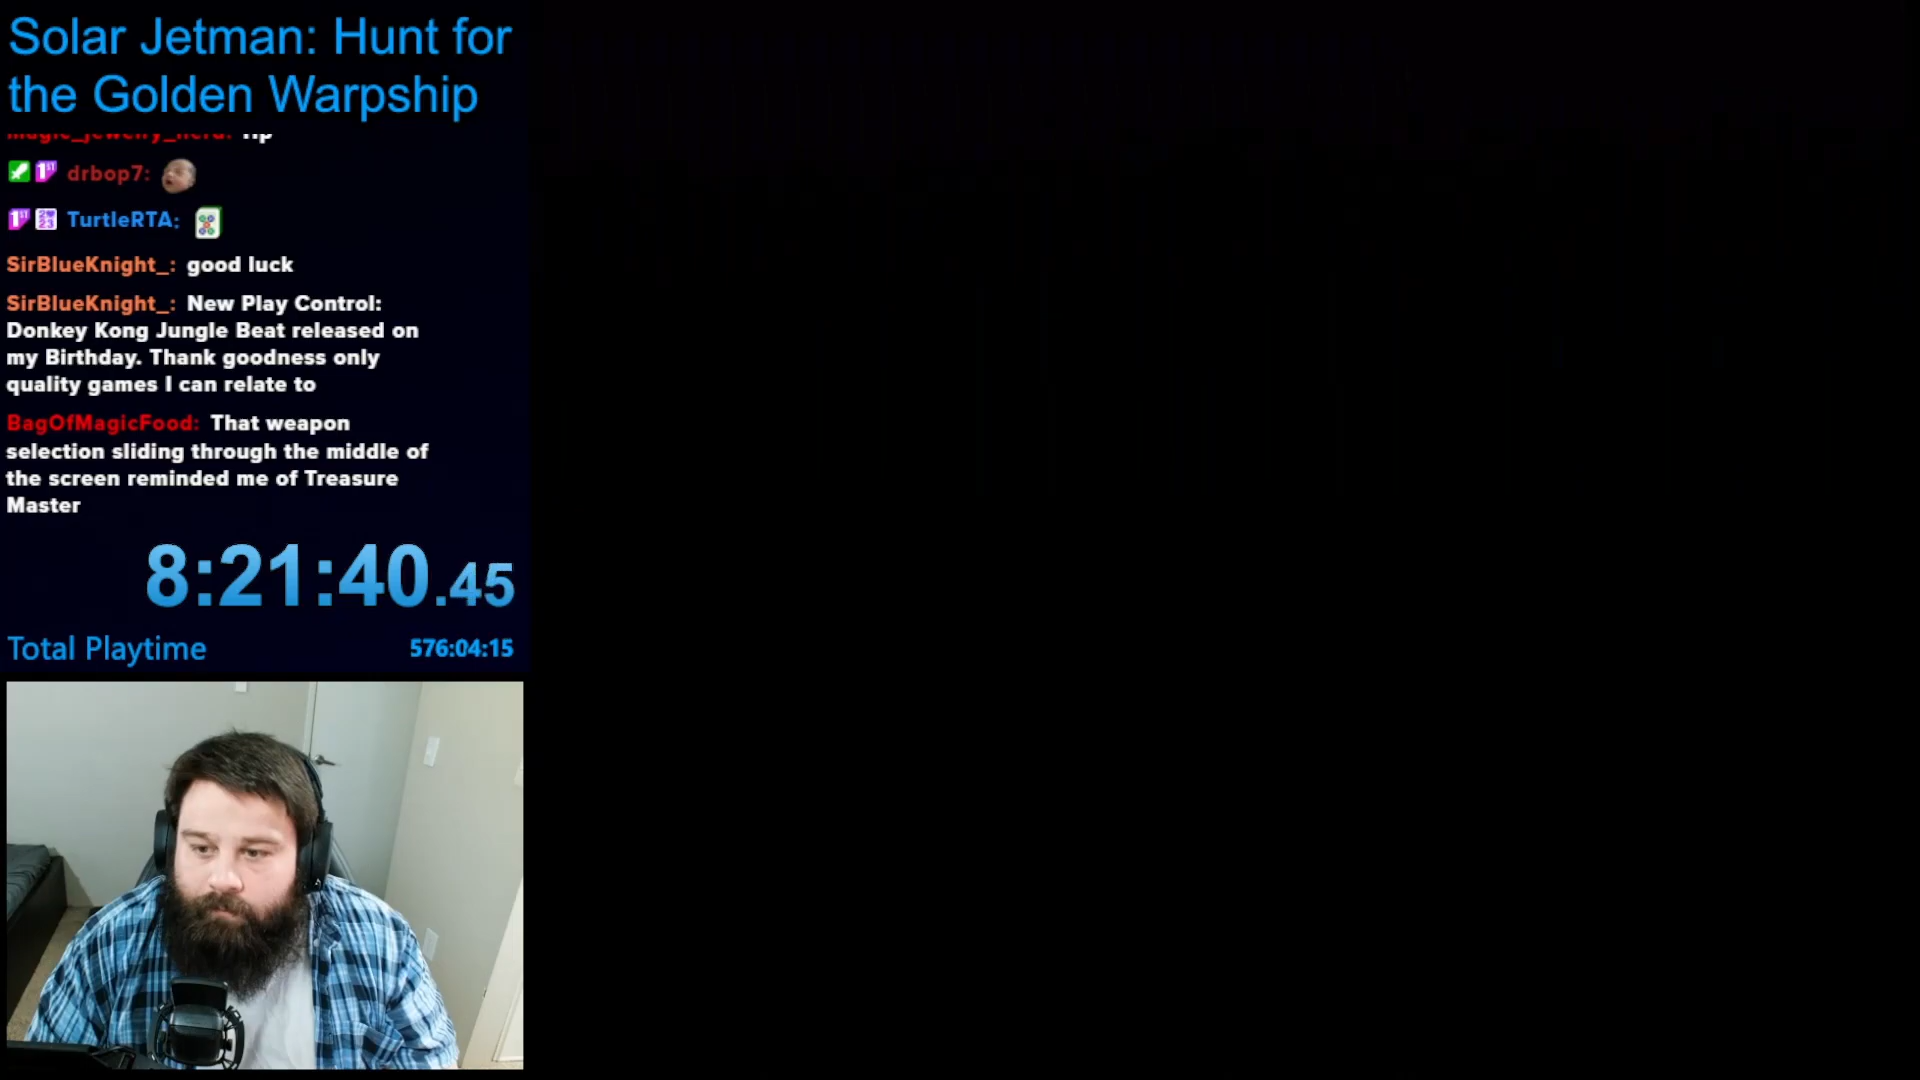 Solar Jetman: Hunt for
the Golden Warpship
magic_jewelry_nerd: rip
drbop7:
TurtleRTA:
SirBlueKnight_: good luck
SirBlueKnight_: New Play Control:
Donkey Kong Jungle Beat released on
my Birthday. Thank goodness only
quality games I can relate to
BagOfMagicFood: That weapon
selection sliding through the middle of
the screen reminded me of Treasure
Master
8:21:40.45
Total Playtime 576:04:15